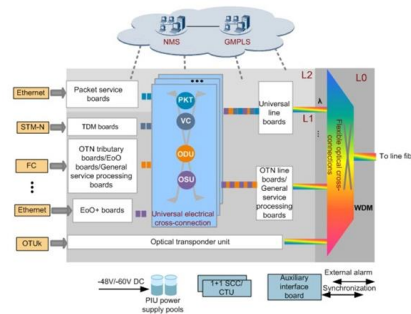 NMS
GMPLS
Ethernet
Packet service
boards
•••
PKT
L2
L0
Universal
line
boards
STM-N
TDM boards
VC
L1
FC
OTN tributary
boards/EoO
boards/General
service processing
boards
ODU
OSU
OTN line
boards/
General
service
processing
boards
Flexible optical cross-
connections
To line fib
Ethernet
EoO+ boards
Universal electrical
cross-connection
WDM
OTUk
Optical transponder unit
-48V/-60V DC
PIU power
supply pools
1+1 SCC/
CTU
Auxiliary
interface
board
External alarm
Synchronization